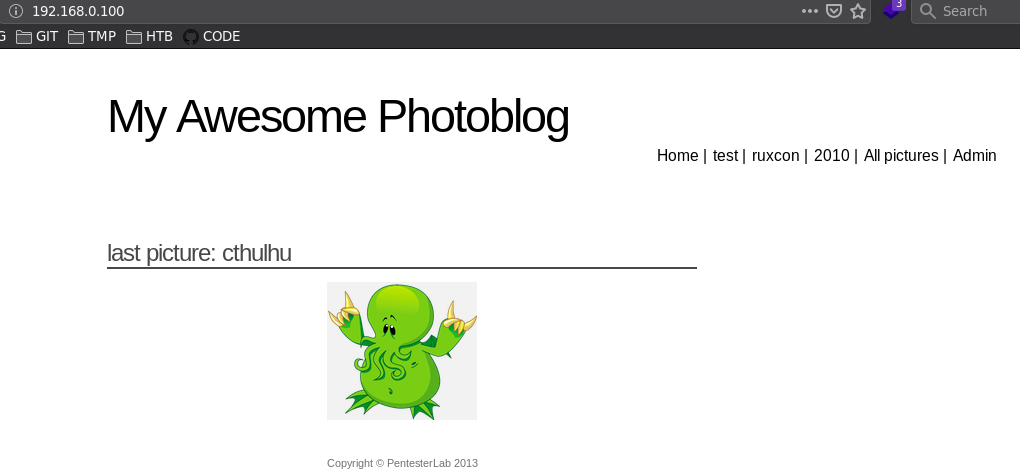 192.168.0.100 ••• 3 Search
G GIT TMP HTB CODE
My Awesome Photoblog
Home | test | ruxcon | 2010 | All pictures | Admin
last picture: cthulhu
Copyright © PentesterLab 2013